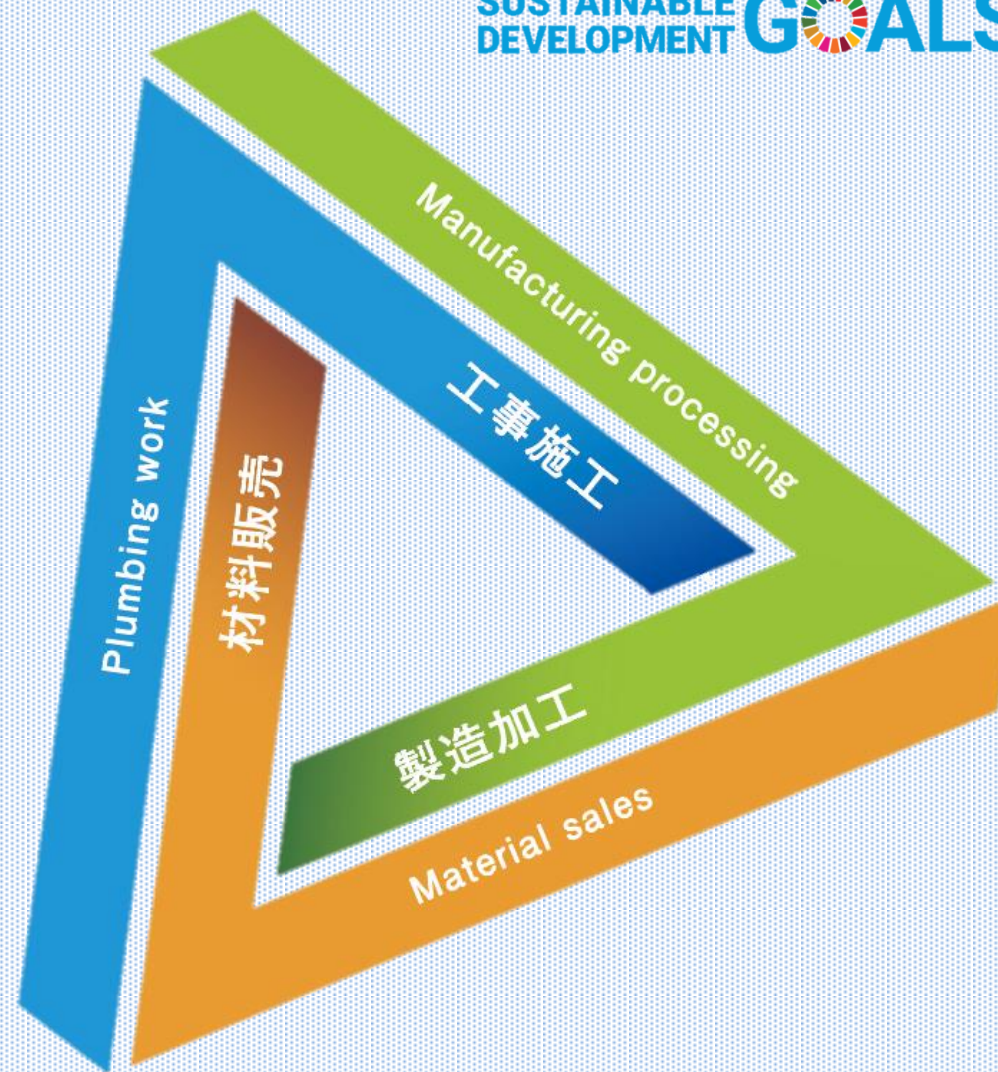 SUSTAINABLE
DEVELOPMENT GOALS
Manufacturing processing
工事施工
Plumbing work
材料販売
製造加工
Material sales